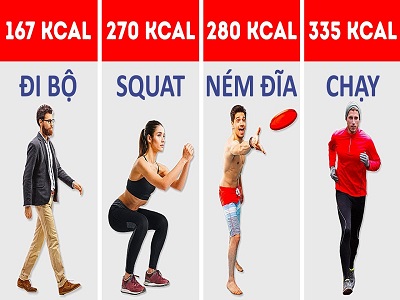 167 KCAL
270 KCAL
280 KCAL
335 KCAL
ĐI BỘ
SQUAT
NÉM ĐĨA
CHẠY